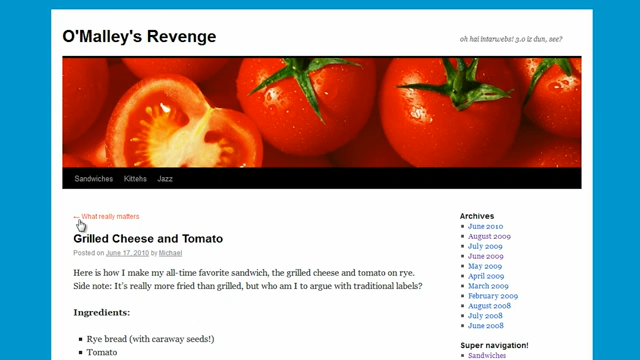 O'Malley's Revenge
oh hai intarwebs! 3.0 iz dun, see?
Sandwiches Kittehs Jazz
← What really matters
Grilled Cheese and Tomato
Posted on June 17, 2010 by Michael
Here is how I make my all-time favorite sandwich, the grilled cheese and tomato on rye.
Side note: It's really more fried than grilled, but who am I to argue with traditional labels?
Ingredients:
Rye bread (with caraway seeds!)
Tomato
Archives
June 2010
August 2009
July 2009
June 2009
May 2009
April 2009
March 2009
February 2009
August 2008
July 2008
June 2008
Super navigation!
Sandwiches